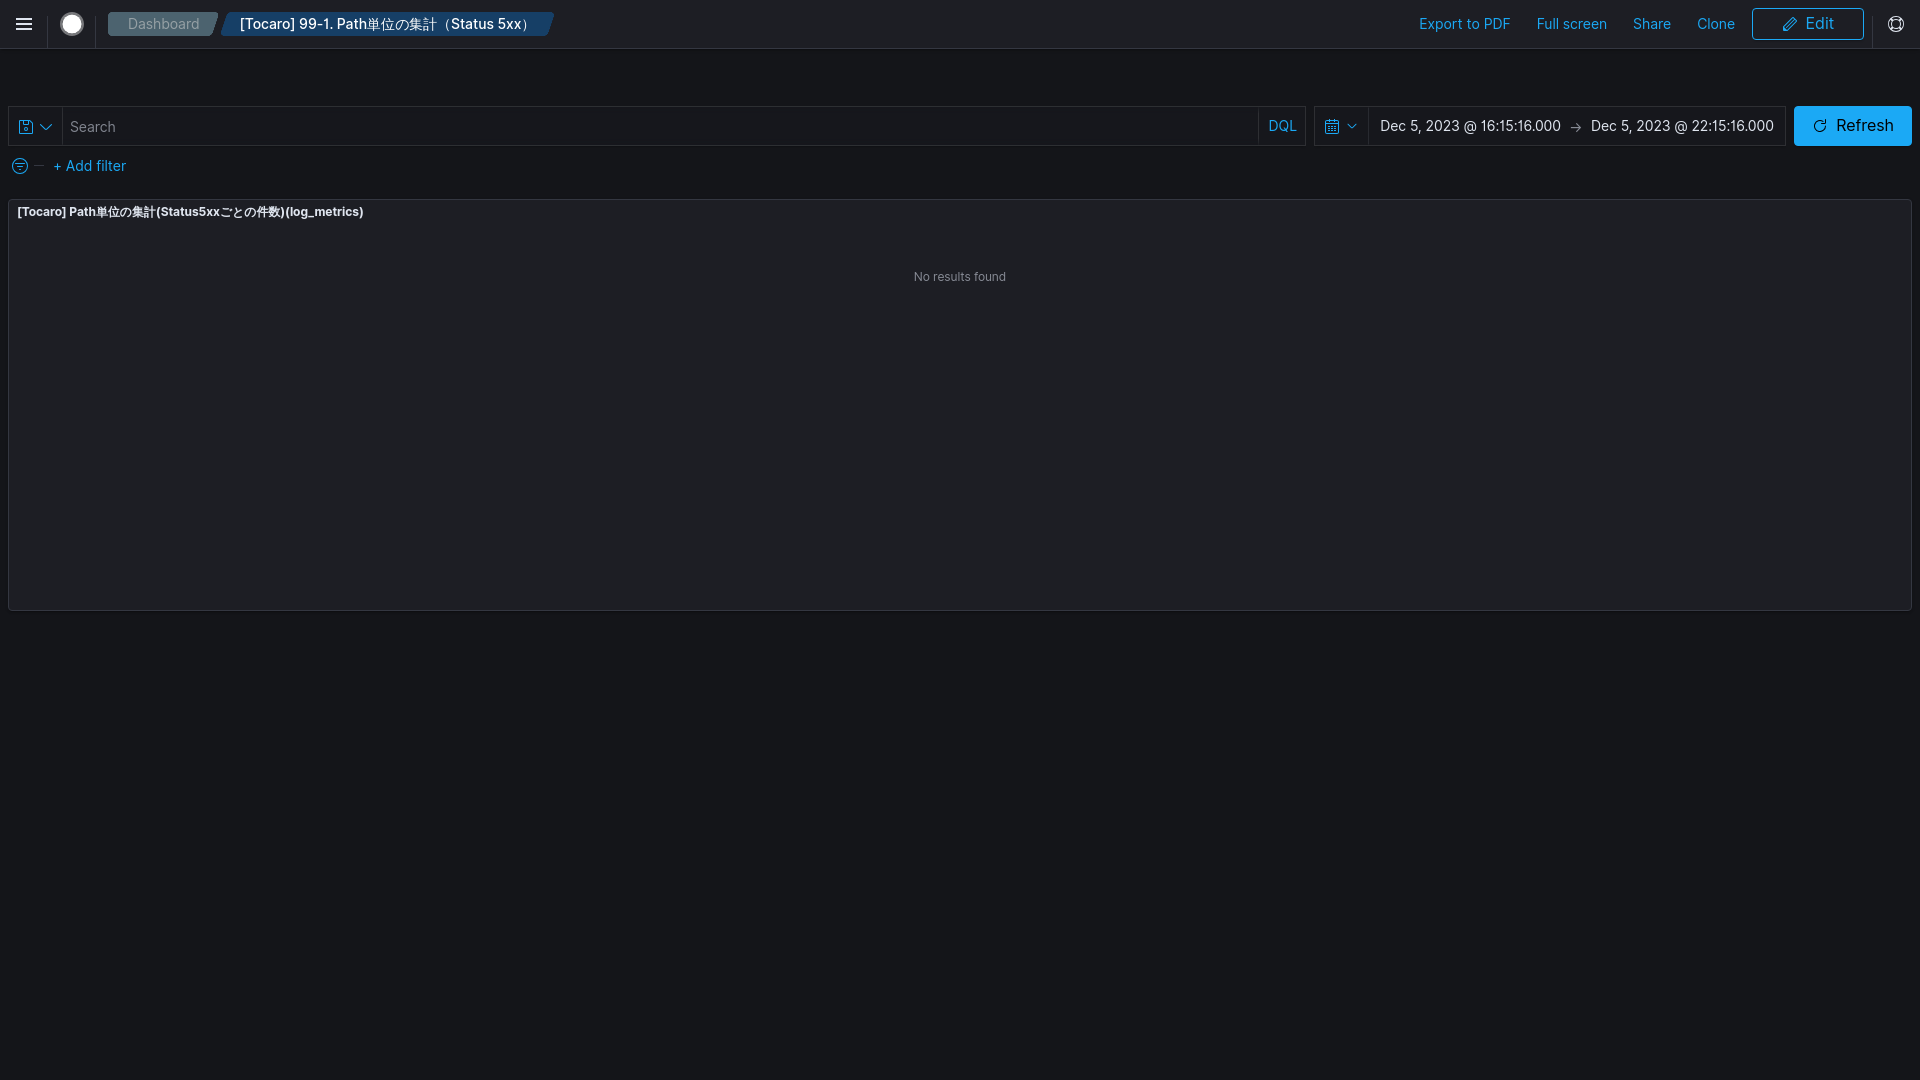 Dashboard
[Tocaro] 99-1. Path単位の集計（Status 5xx）
Export to PDF
Full screen
Share
Clone
Edit
Search
DQL
Dec 5, 2023 @ 16:15:16.000 → Dec 5, 2023 @ 22:15:16.000
Refresh
+ Add filter
[Tocaro] Path単位の集計(Status5xxごとの件数)(log_metrics)
No results found